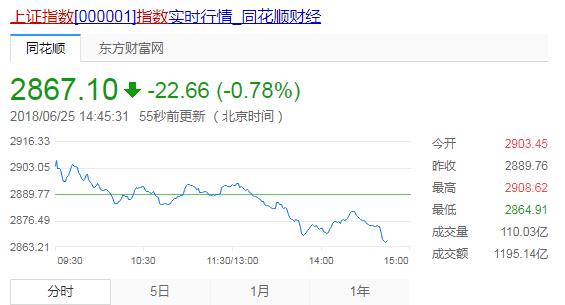 上证指数[000001]指数实时行情_同花顺财经
同花顺 东方财富网
2867.10 -22.66 (-0.78%)
2018/06/25 14:45:31 55秒前更新（北京时间）
2916.33
2903.05
2889.77
2876.49
2863.21
09:30 10:30 11:30/13:00 14:00 15:00
今开 2903.45
昨收 2889.76
最高 2908.62
最低 2864.91
成交量 110.03亿
成交额 1195.14亿
分时 5日 1月 1年